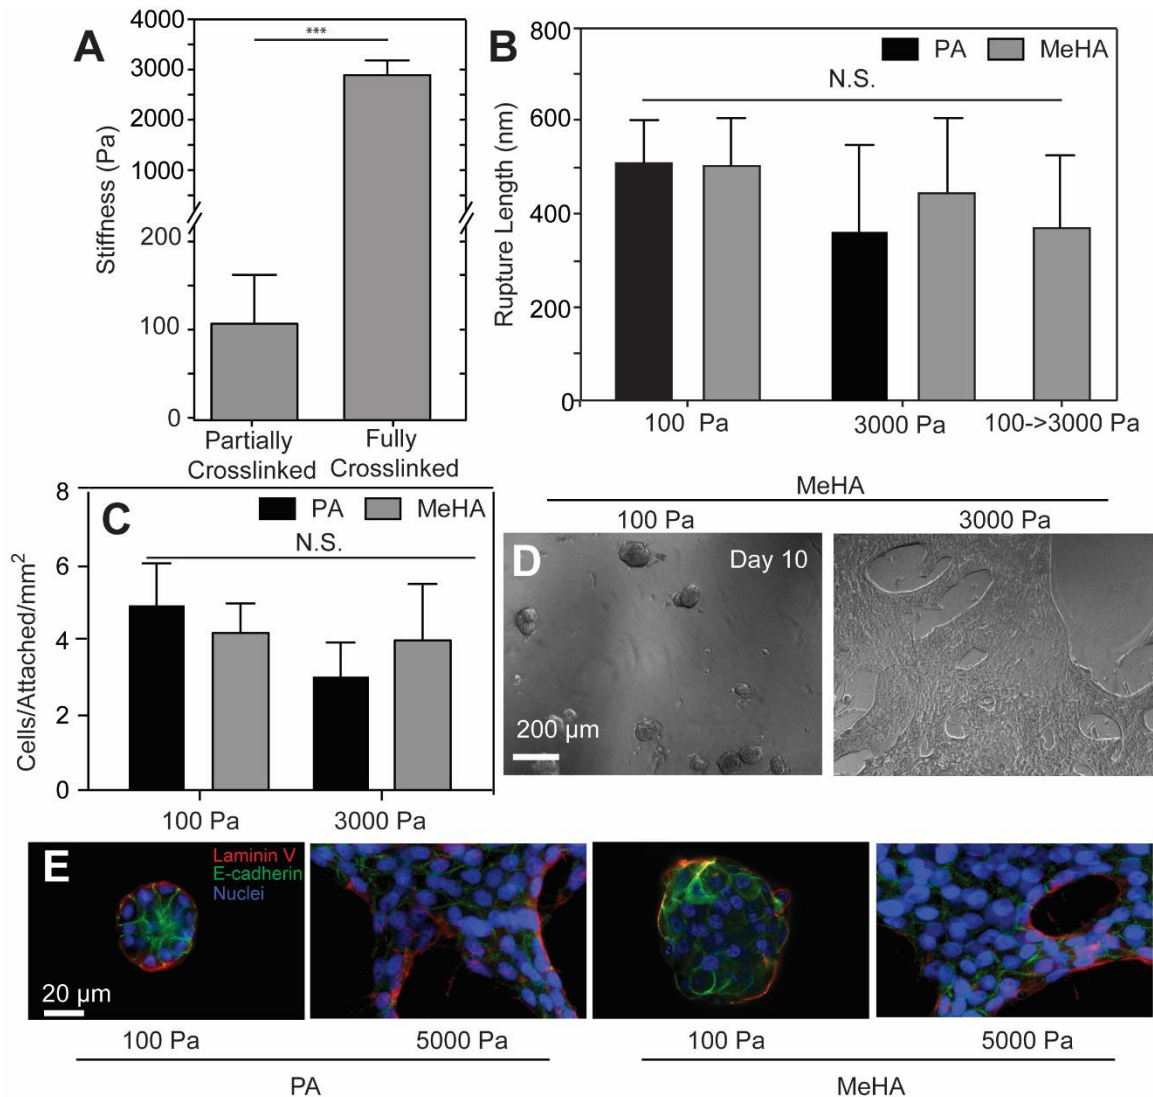 A
4000
3000
2000
1000
200
100
0
Stiffness (Pa)
***
Partially
Crosslinked
Fully
Crosslinked
B
800
600
400
200
0
Rupture Length (nm)
PA
MeHA
N.S.
100 Pa
3000 Pa
100->3000 Pa
C
8
6
4
2
0
Cells/Attached/mm²
PA
MeHA
N.S.
100 Pa
3000 Pa
MeHA
100 Pa
3000 Pa
D
Day 10
200 µm
E
Laminin V
E-cadherin
Nuclei
20 µm
100 Pa
5000 Pa
100 Pa
5000 Pa
PA
MeHA